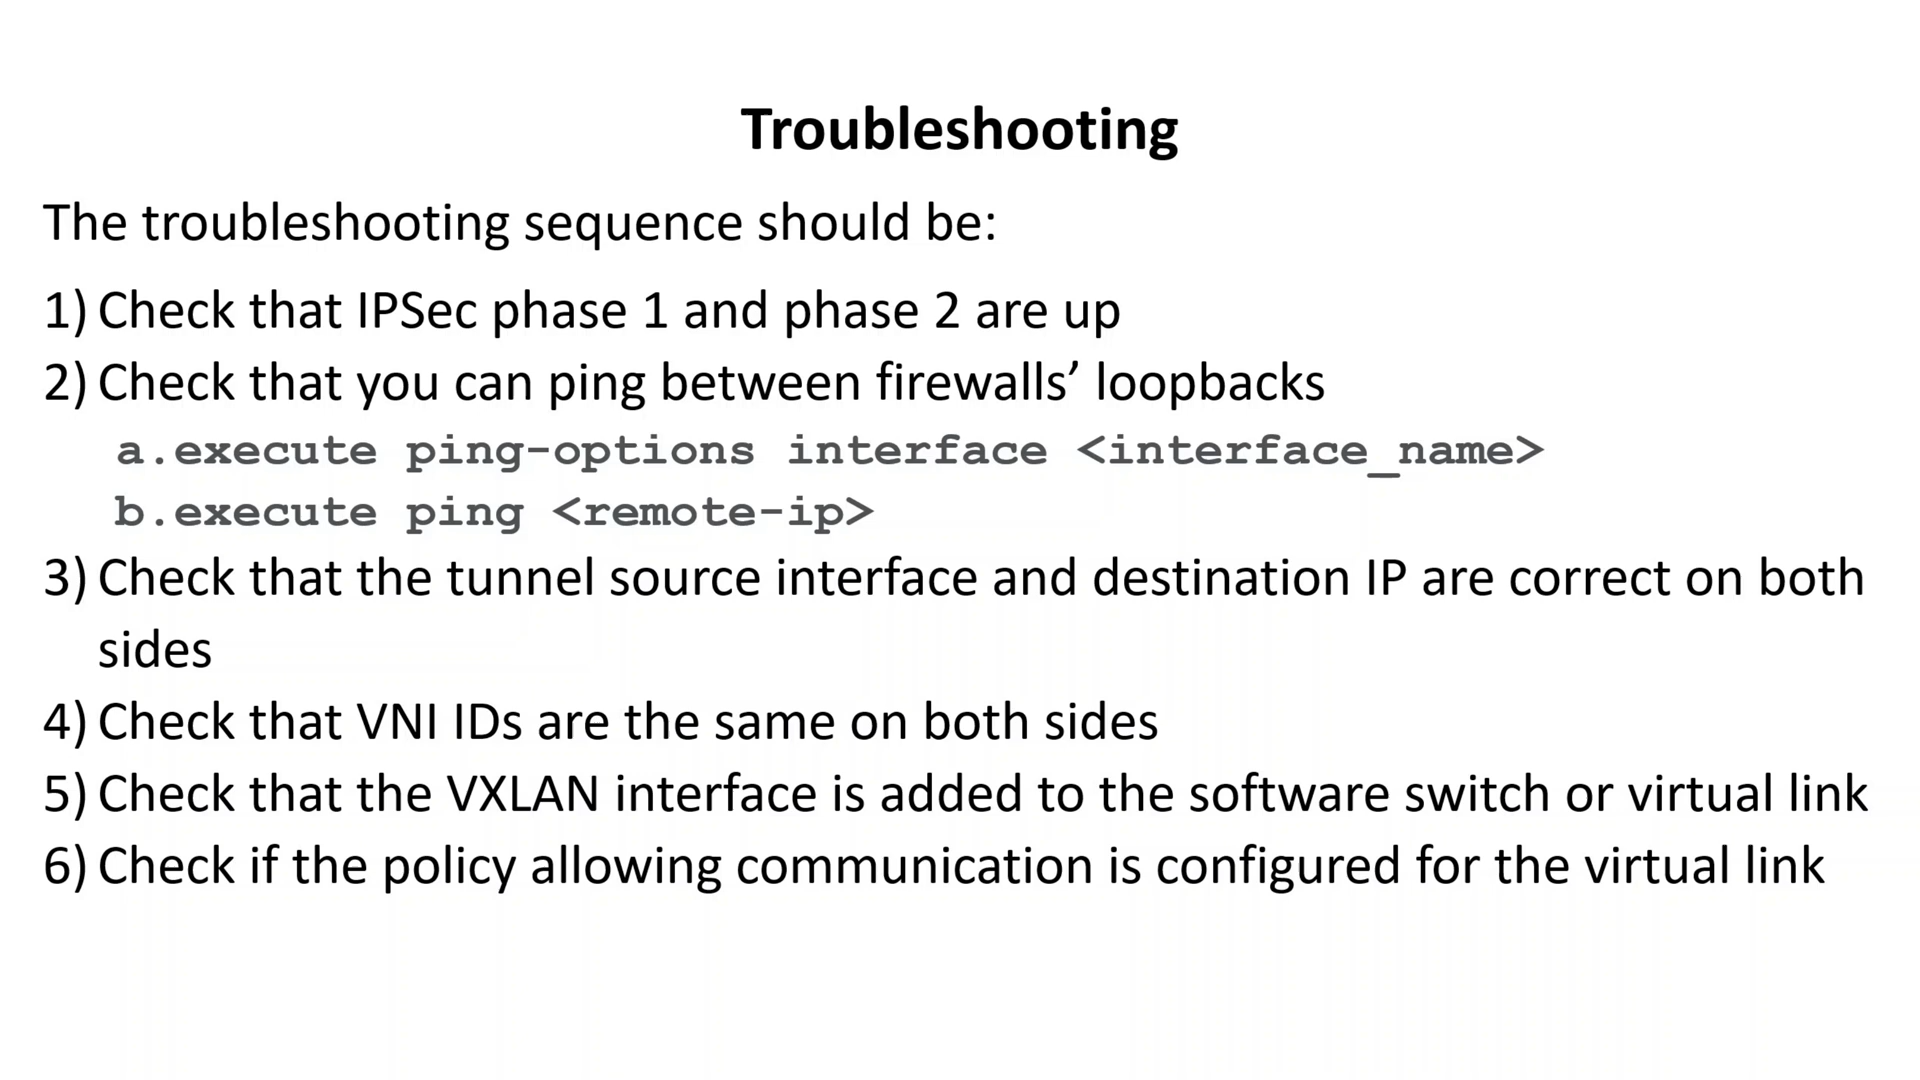 Troubleshooting
The troubleshooting sequence should be:
1) Check that IPSec phase 1 and phase 2 are up
2) Check that you can ping between firewalls’ loopbacks
a.execute ping-options interface <interface_name>
b.execute ping <remote-ip>
3) Check that the tunnel source interface and destination IP are correct on both
sides
4) Check that VNI IDs are the same on both sides
5) Check that the VXLAN interface is added to the software switch or virtual link
6) Check if the policy allowing communication is configured for the virtual link